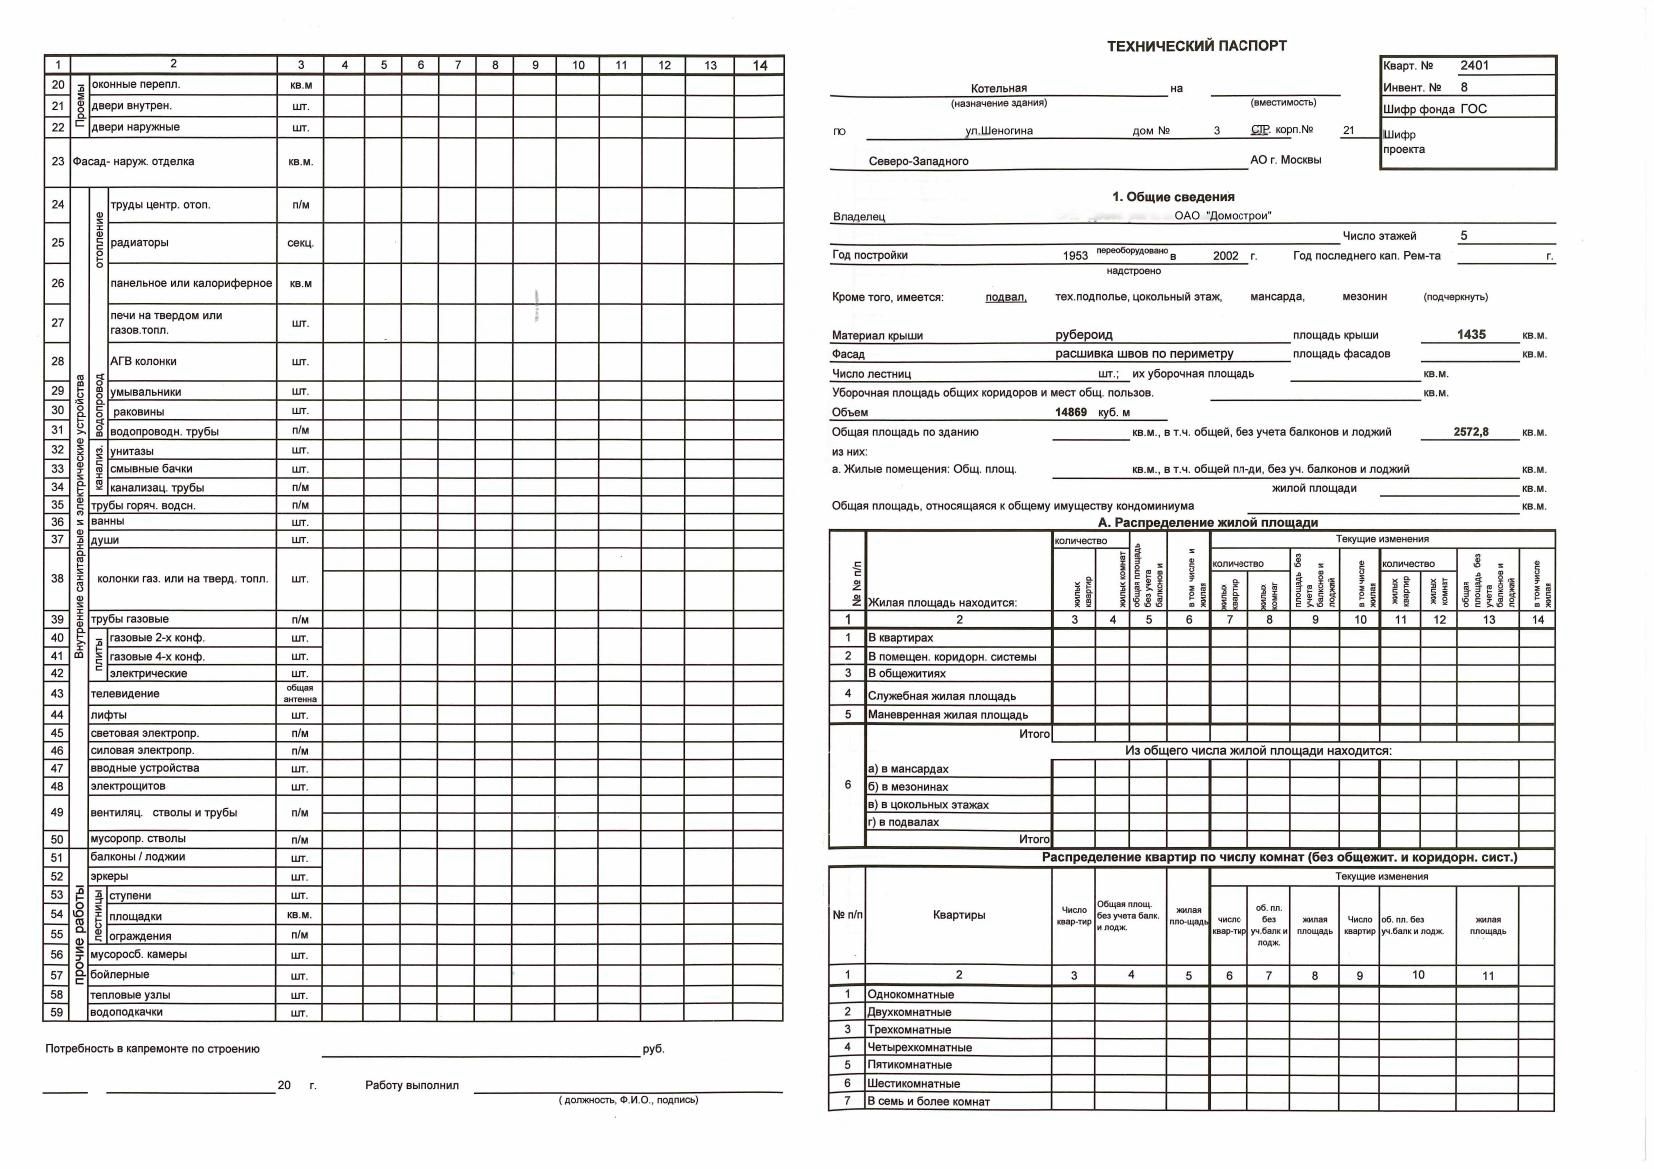 1 2 3 4 5 6 7 8 9 10 11 12 13 14
Проемы
20 оконные перепл. кв.м
21 двери внутрен. шт.
22 двери наружные шт.
23 Фасад- наруж. отделка кв.м.
Внутренние санитарные и электрические устройства
отопление
24 труды центр. отоп. п/м
25 радиаторы секц.
26 панельное или калориферное кв.м
27 печи на твердом или
газов.топл. шт.
28 АГВ колонки шт.
водопровод
29 умывальники шт.
30 раковины шт.
31 водопроводн. трубы п/м
канализ.
32 унитазы шт.
33 смывные бачки шт.
34 канализац. трубы п/м
35 трубы горяч. водсн. п/м
36 ванны шт.
37 души шт.
38 колонки газ. или на тверд. топл. шт.
39 трубы газовые п/м
плиты
40 газовые 2-х конф. шт.
41 газовые 4-х конф. шт.
42 электрические шт.
43 телевидение общая
антенна
44 лифты шт.
45 световая электропр. п/м
46 силовая электропр. п/м
47 вводные устройства шт.
48 электрощитов шт.
49 вентиляц. стволы и трубы п/м
50 мусоропр. стволы п/м
прочие работы
51 балконы / лоджии шт.
52 эркеры шт.
лестницы
53 ступени шт.
54 площадки кв.м.
55 ограждения п/м
56 мусоросб. камеры шт.
57 бойлерные шт.
58 тепловые узлы шт.
59 водоподкачки шт.
Потребность в капремонте по строению руб.
20 г. Работу выполнил
( должность, Ф.И.О., подпись)
ТЕХНИЧЕСКИЙ ПАСПОРТ
Кварт. № 2401
Инвент. № 8
Шифр фонда ГОС
Шифр
проекта
Котельная на
(назначение здания) (вместимость)
по ул.Шеногина дом № 3 СТР. корп.№ 21
Северо-Западного АО г. Москвы
1. Общие сведения
Владелец ОАО "Домострои"
Число этажей 5
Год постройки 1953 переоборудовано в 2002 г. Год последнего кап. Рем-та г.
надстроено
Кроме того, имеется: подвал, тех.подполье, цокольный этаж, мансарда, мезонин (подчеркнуть)
Материал крыши рубероид площадь крыши 1435 кв.м.
Фасад расшивка швов по периметру площадь фасадов кв.м.
Число лестниц шт.; их уборочная площадь кв.м.
Уборочная площадь общих коридоров и мест общ. пользов. кв.м.
Объем 14869 куб. м
Общая площадь по зданию кв.м., в т.ч. общей, без учета балконов и лоджий 2572,8 кв.м.
из них:
а. Жилые помещения: Общ. площ. кв.м., в т.ч. общей пл-ди, без уч. балконов и лоджий кв.м.
жилой площади кв.м.
Общая площадь, относящаяся к общему имуществу кондоминиума кв.м.
А. Распределение жилой площади
№ № п/п
Жилая площадь находится:
количество
жилых квартир
жилых комнат
общая площадь без учета балконов и
в том числе и жилая
Текущие изменения
количество
жилых квартир
жилых комнат
площадь без учета балконов и лоджий
в том числе жилая
количество
жилых квартир
жилых комнат
общая площадь без учета балконов и лоджий
в том числе жилая
1 2 3 4 5 6 7 8 9 10 11 12 13 14
1 В квартирах
2 В помещен. коридорн. системы
3 В общежитиях
4 Служебная жилая площадь
5 Маневренная жилая площадь
Итого
Из общего числа жилой площади находится:
6
а) в мансардах
б) в мезонинах
в) в цокольных этажах
г) в подвалах
Итого
Распределение квартир по числу комнат (без общежит. и коридорн. сист.)
Текущие изменения
№ п/п
Квартиры
Число
квар-тир
Общая площ.
без учета балк.
и лодж.
жилая
пло-щадь
числс
квар-тир
об. пл.
без
уч.балк и
лодж.
жилая
площадь
Число
квартир
об. пл. без
уч.балк и лодж.
жилая
площадь
1 2 3 4 5 6 7 8 9 10 11
1 Однокомнатные
2 Двухкомнатные
3 Трехкомнатные
4 Четырехкомнатные
5 Пятикомнатные
6 Шестикомнатные
7 В семь и более комнат